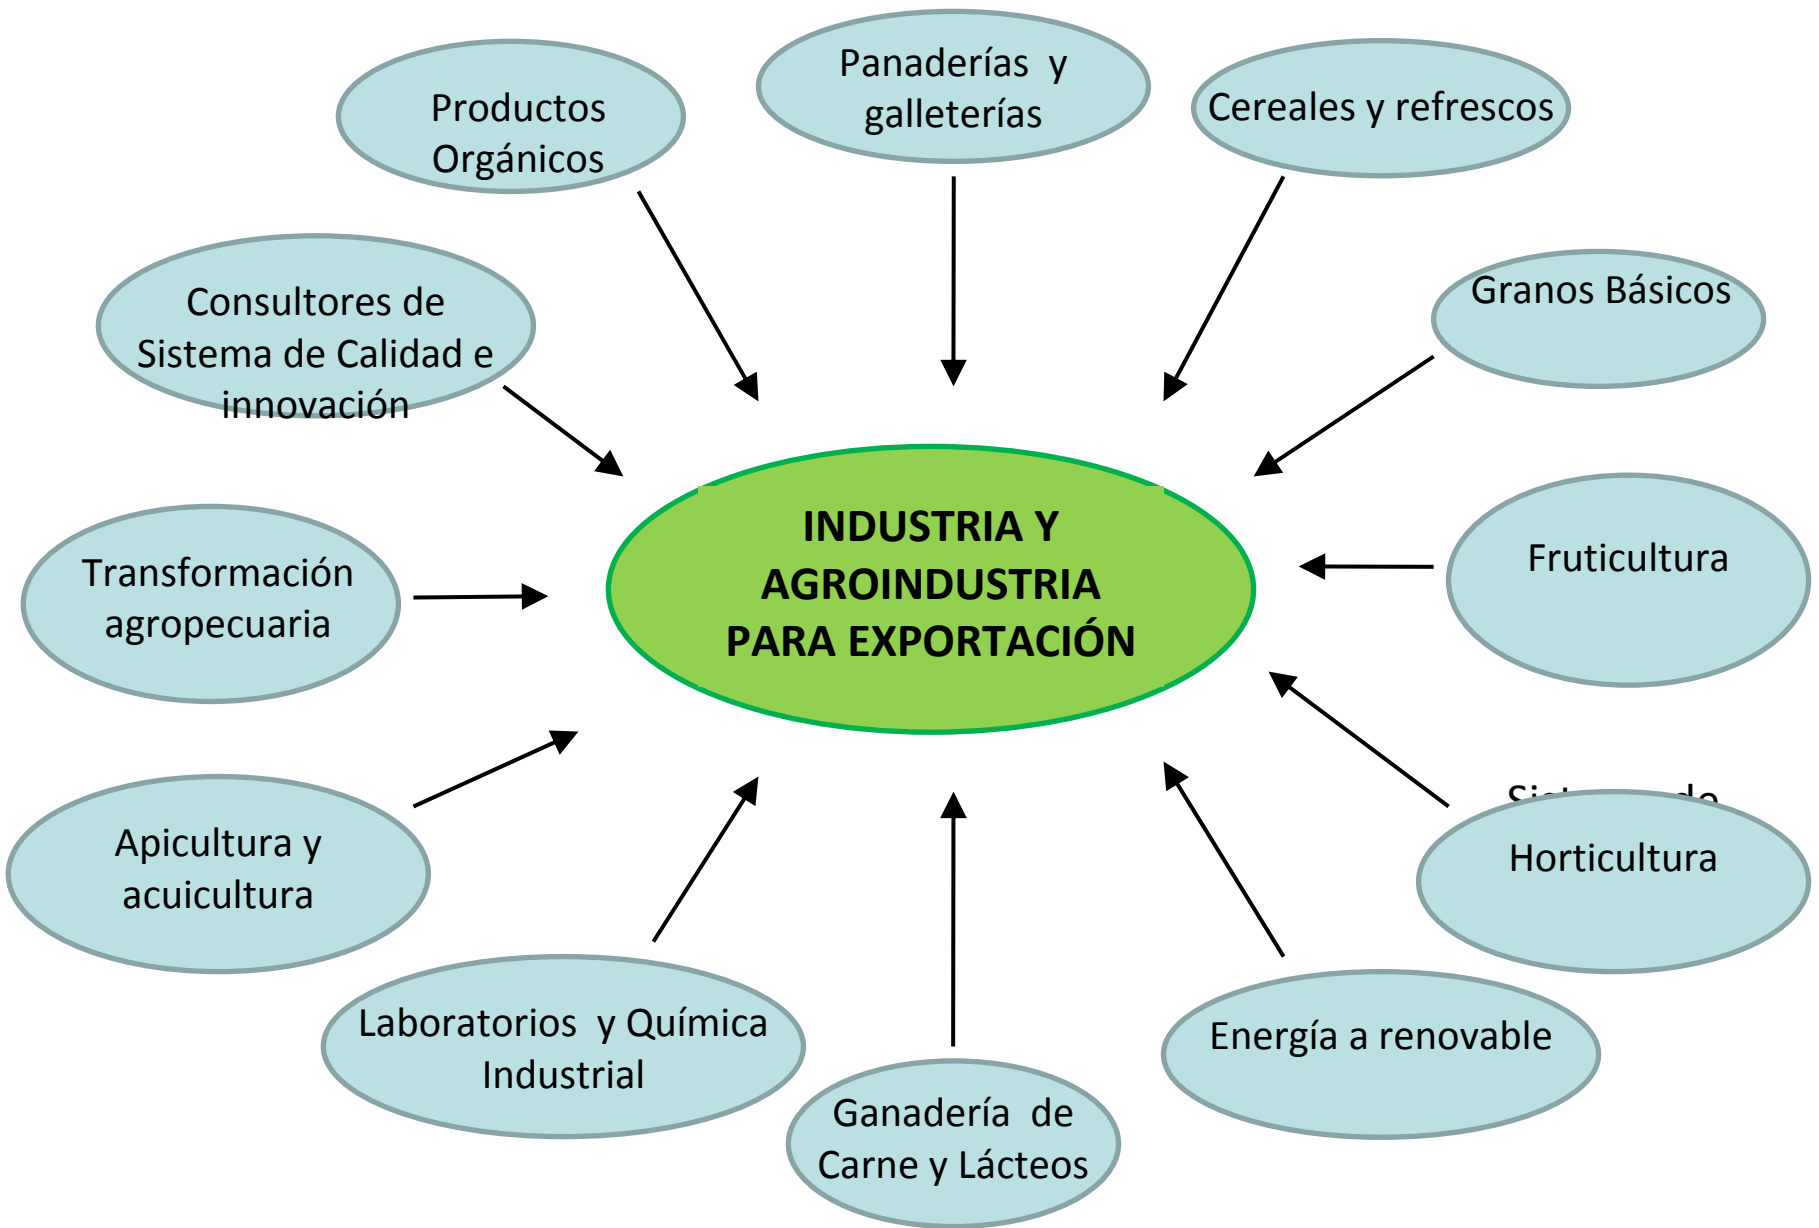 Panaderías y
galleterías
Productos
Orgánicos
Cereales y refrescos
Consultores de
Sistema de Calidad e
innovación
Granos Básicos
INDUSTRIA Y
AGROINDUSTRIA
PARA EXPORTACIÓN
Transformación
agropecuaria
Fruticultura
Apicultura y
acuicultura
de
Horticultura
Laboratorios y Química
Industrial
Energía a renovable
Ganadería de
Carne y Lácteos